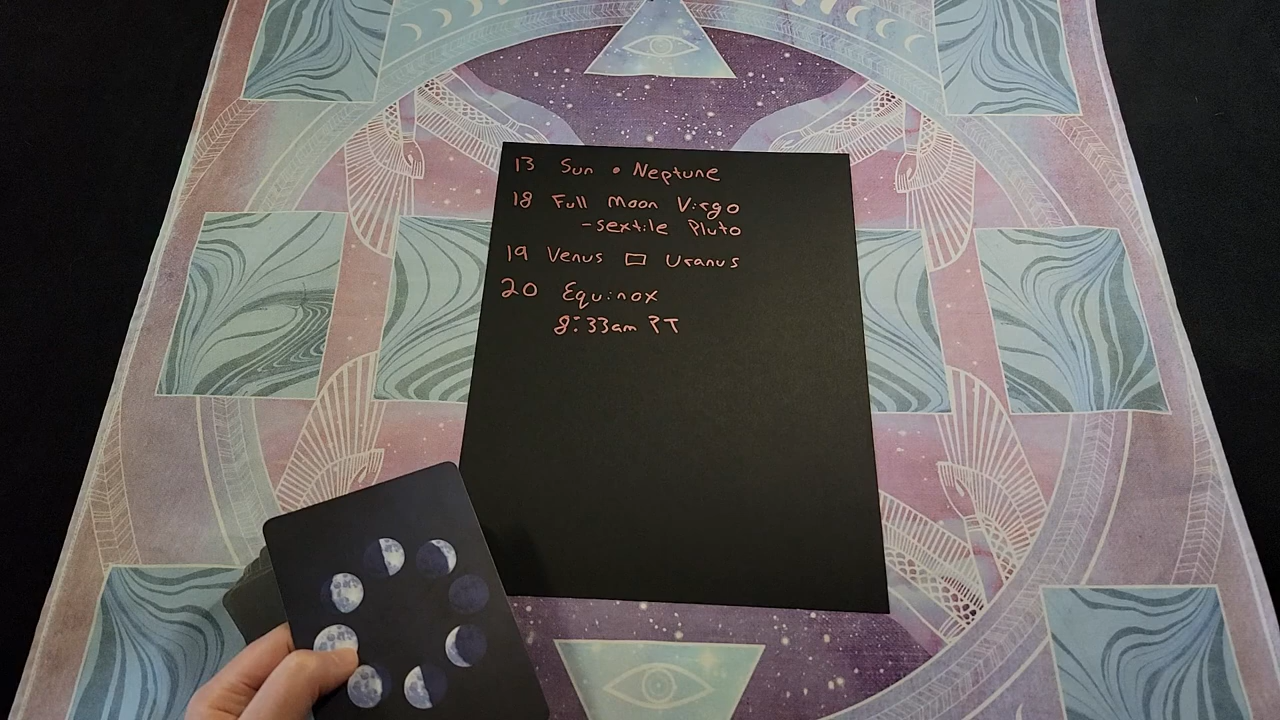 13 Sun • Neptune
18 Full Moon Virgo
-sextile Pluto
19 Venus □ Uranus
20 Equinox
8:33am PT